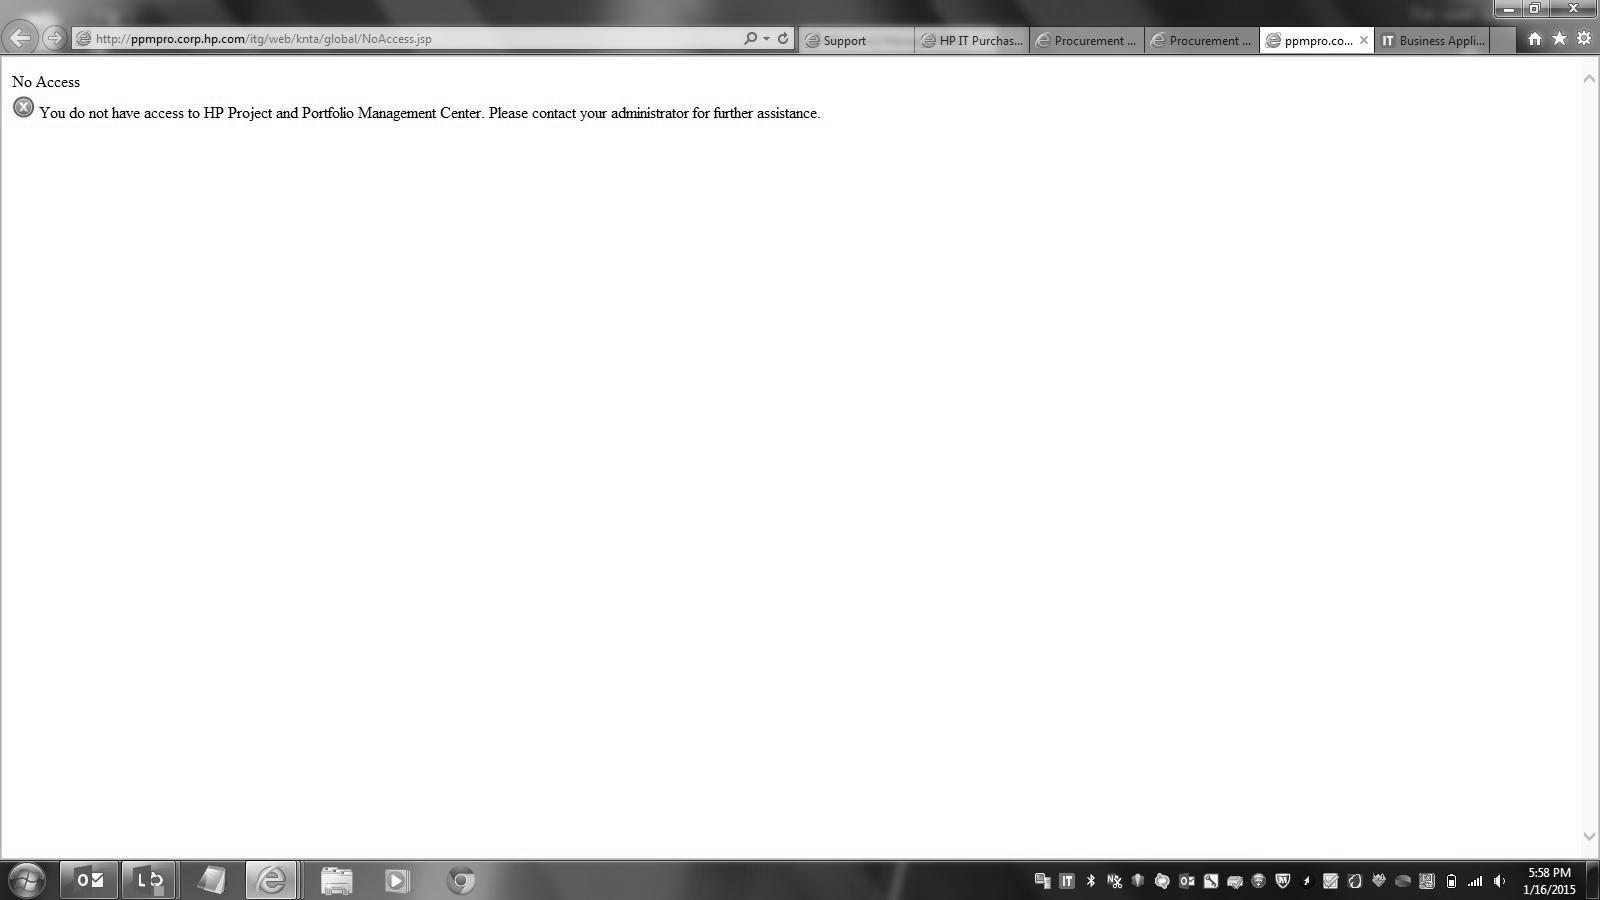 http://ppmpro.corp.hp.com/itg/web/knta/global/NoAccess.jsp
Support
HP IT Purchas...
Procurement ...
Procurement ...
ppmpro.co...
IT Business Appli...
No Access
You do not have access to HP Project and Portfolio Management Center. Please contact your administrator for further assistance.
IT
5:58 PM
1/16/2015